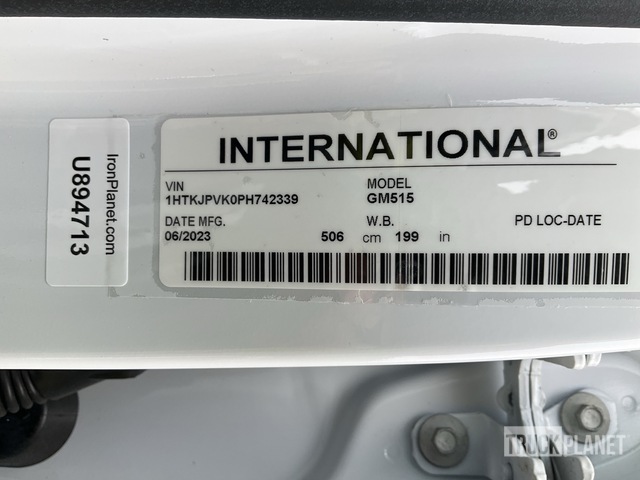 INTERNATIONAL®
VIN MODEL
1HTKJPVK0PH742339 GM515
DATE MFG. W.B. PD LOC-DATE
06/2023 506 cm 199 in
IronPlanet.com
U894713
TRUCKPLANET